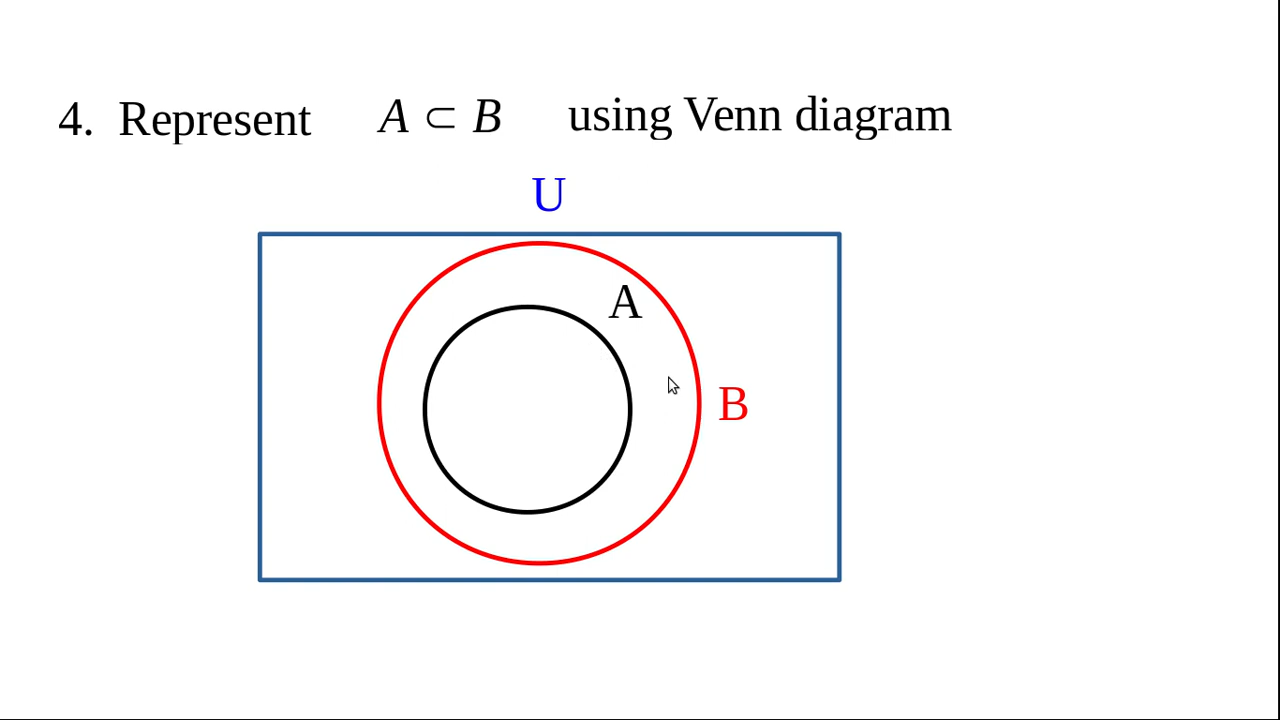 4. Represent A ⊂ B using Venn diagram
U
A
B